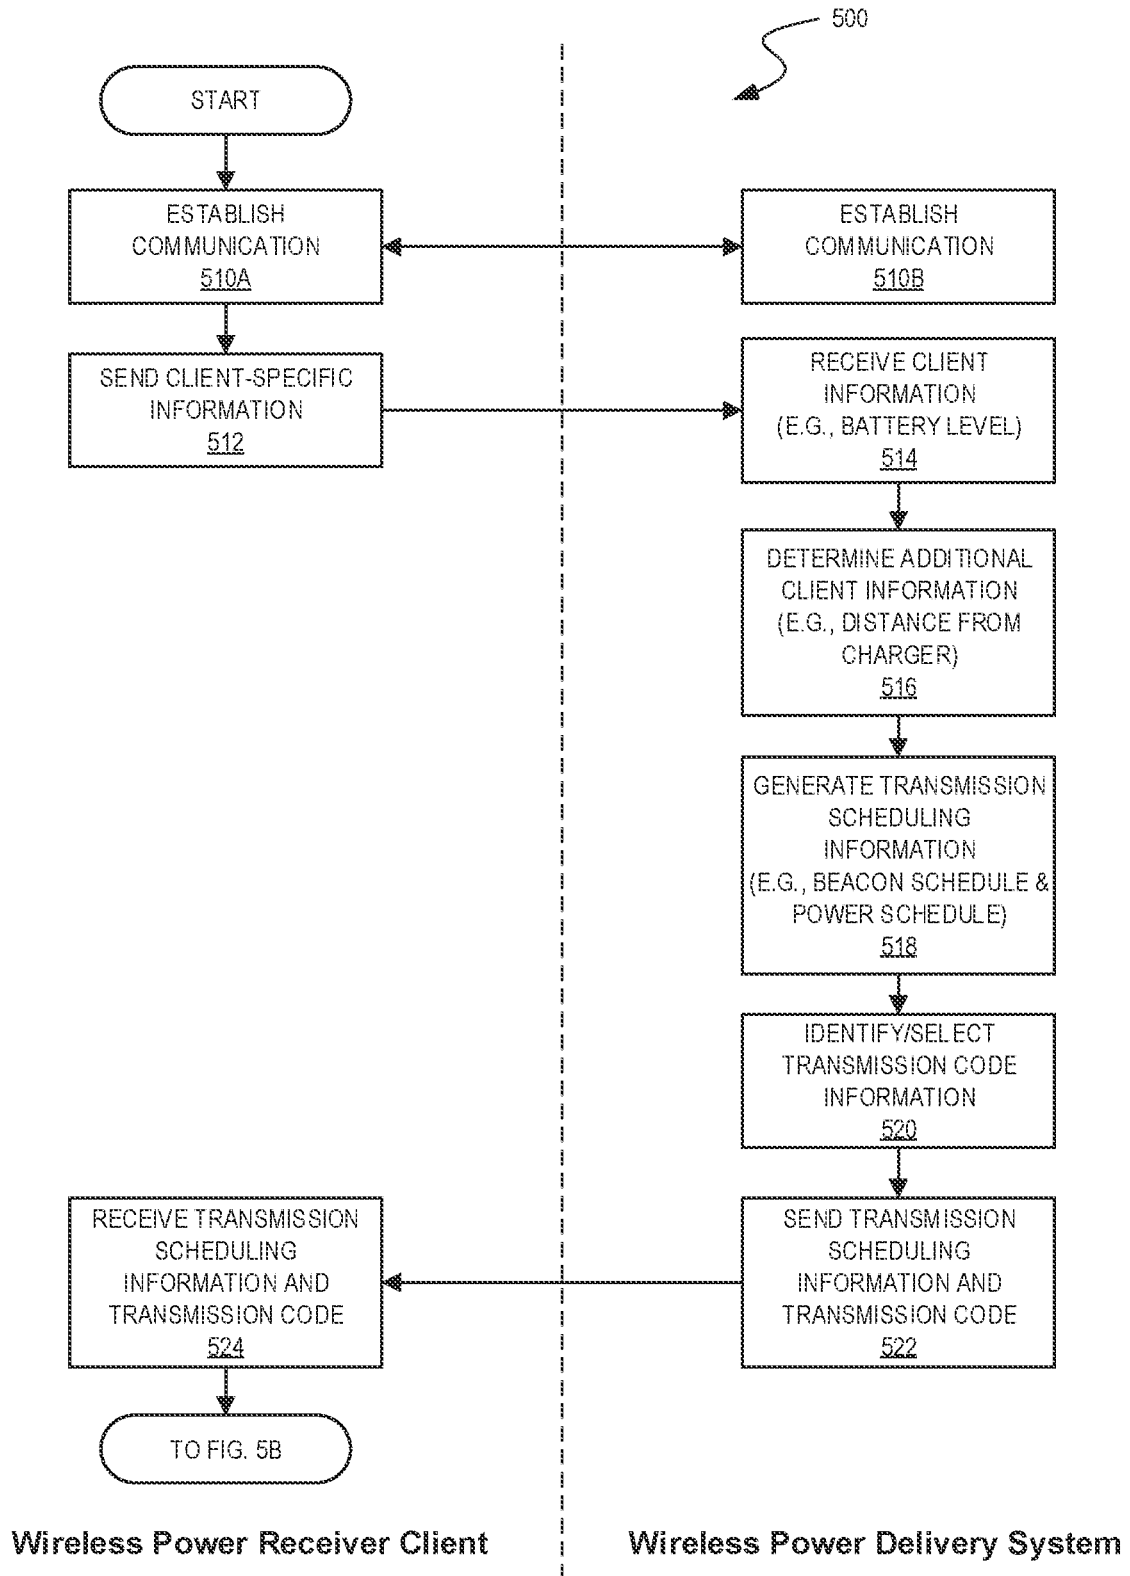 500
START
ESTABLISH
COMMUNICATION
510A
ESTABLISH
COMMUNICATION
510B
SEND CLIENT-SPECIFIC
INFORMATION
512
RECEIVE CLIENT
INFORMATION
(E.G., BATTERY LEVEL)
514
DETERMINE ADDITIONAL
CLIENT INFORMATION
(E.G., DISTANCE FROM
CHARGER)
516
GENERATE TRANSMISSION
SCHEDULING
INFORMATION
(E.G., BEACON SCHEDULE &
POWER SCHEDULE)
518
IDENTIFY/SELECT
TRANSMISSION CODE
INFORMATION
520
SEND TRANSMISSION
SCHEDULING
INFORMATION AND
TRANSMISSION CODE
522
RECEIVE TRANSMISSION
SCHEDULING
INFORMATION AND
TRANSMISSION CODE
524
TO FIG. 5B
Wireless Power Receiver Client
Wireless Power Delivery System